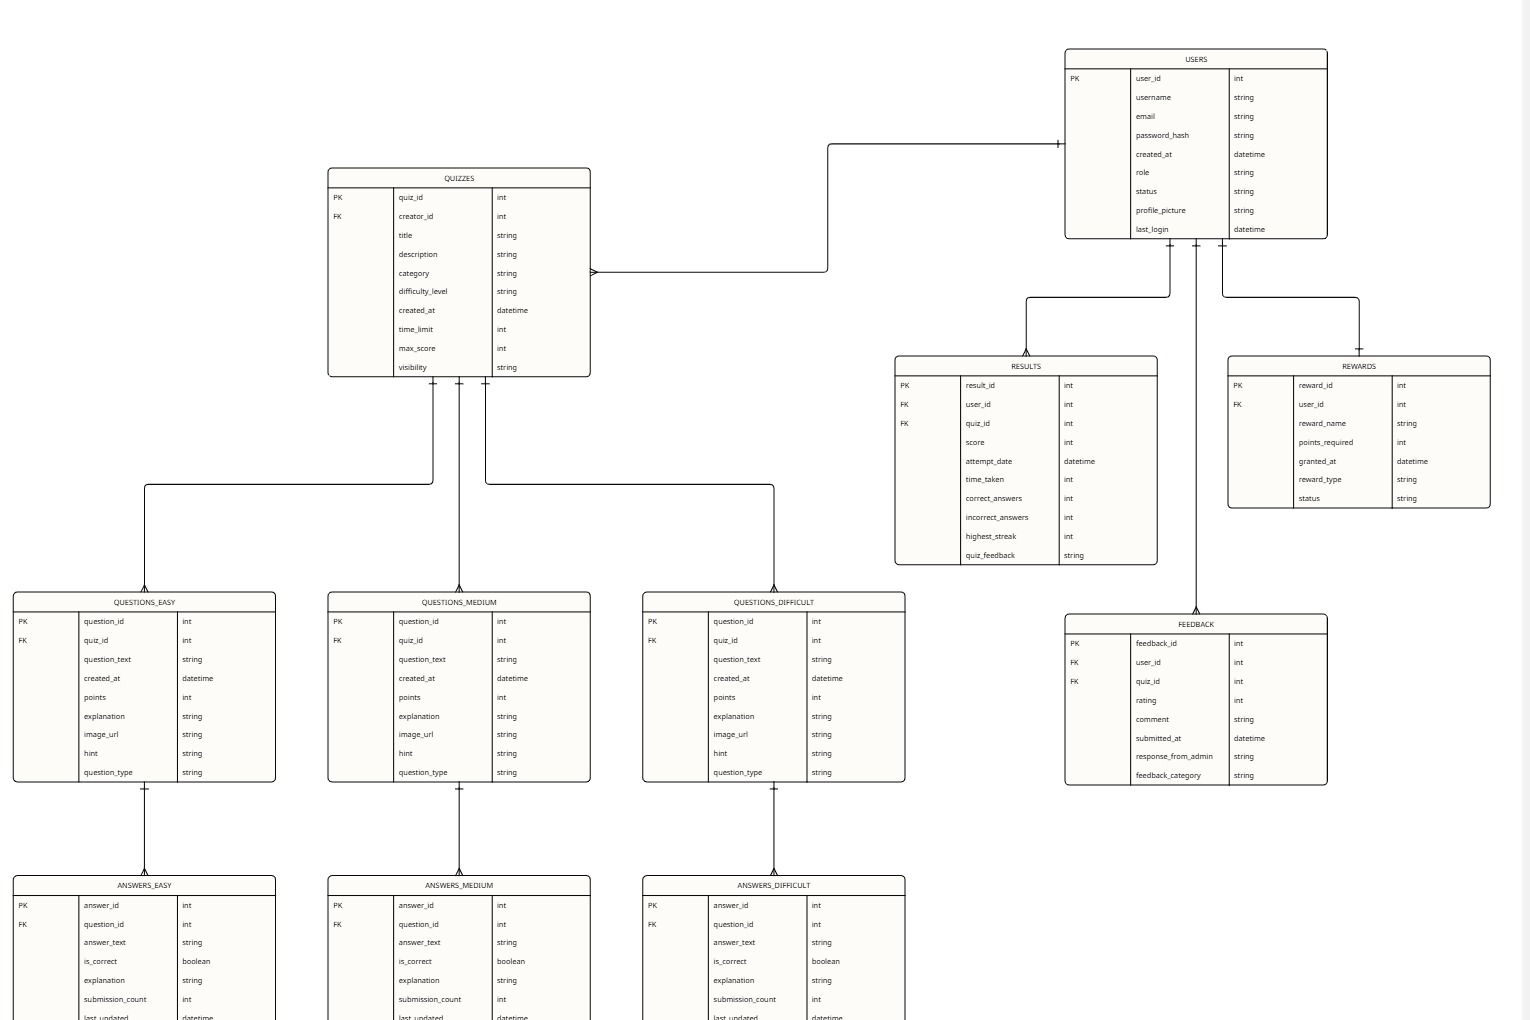 USERS
PK user_id int
username string
email string
password_hash string
created_at datetime
role string
status string
profile_picture string
last_login datetime
QUIZZES
PK quiz_id int
FK creator_id int
title string
description string
category string
difficulty_level string
created_at datetime
time_limit int
max_score int
visibility string
RESULTS
PK result_id int
FK user_id int
FK quiz_id int
score int
attempt_date datetime
time_taken int
correct_answers int
incorrect_answers int
highest_streak int
quiz_feedback string
REWARDS
PK reward_id int
FK user_id int
reward_name string
points_required int
granted_at datetime
reward_type string
status string
QUESTIONS_EASY
PK question_id int
FK quiz_id int
question_text string
created_at datetime
points int
explanation string
image_url string
hint string
question_type string
QUESTIONS_MEDIUM
PK question_id int
FK quiz_id int
question_text string
created_at datetime
points int
explanation string
image_url string
hint string
question_type string
QUESTIONS_DIFFICULT
PK question_id int
FK quiz_id int
question_text string
created_at datetime
points int
explanation string
image_url string
hint string
question_type string
FEEDBACK
PK feedback_id int
FK user_id int
FK quiz_id int
rating int
comment string
submitted_at datetime
response_from_admin string
feedback_category string
ANSWERS_EASY
PK answer_id int
FK question_id int
answer_text string
is_correct boolean
explanation string
submission_count int
last_updated datetime
ANSWERS_MEDIUM
PK answer_id int
FK question_id int
answer_text string
is_correct boolean
explanation string
submission_count int
last_updated datetime
ANSWERS_DIFFICULT
PK answer_id int
FK question_id int
answer_text string
is_correct boolean
explanation string
submission_count int
last_updated datetime